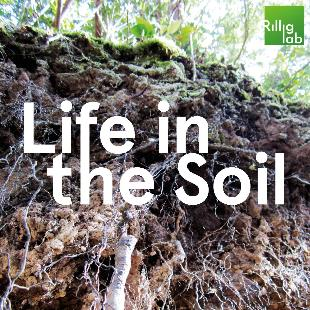 Rillig
lab
Life in
the Soil